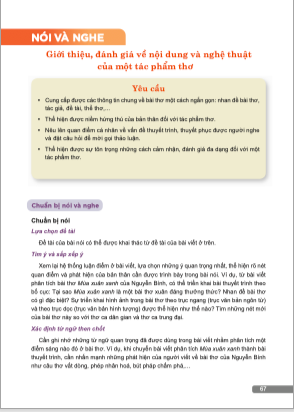 NÓI VÀ NGHE
Giới thiệu, đánh giá về nội dung và nghệ thuật
của một tác phẩm thơ
Yêu cầu
• Cung cấp được các thông tin chung về bài thơ một cách ngắn gọn: nhan đề bài thơ,
tác giả, đề tài, thể thơ,...
• Thể hiện được niềm hứng thú của bản thân đối với tác phẩm thơ.
• Nêu lên quan điểm cá nhân về vấn đề thuyết trình, thuyết phục được người nghe
và đặt câu hỏi để mời gọi thảo luận.
• Thể hiện được sự tôn trọng những cách cảm nhận, đánh giá đa dạng đối với một
tác phẩm thơ.
Chuẩn bị nói và nghe
Chuẩn bị nói
Lựa chọn đề tài
Đề tài của bài nói có thể được khai thác từ đề tài của bài viết ở trên.
Tìm ý và sắp xếp ý
Xem lại hệ thống luận điểm ở bài viết, lựa chọn những ý quan trọng nhất, thể hiện rõ nét
quan điểm và phát hiện của bản thân cần được trình bày trong bài nói. Ví dụ, từ bài viết
phân tích bài thơ Mùa xuân xanh của Nguyễn Bính, có thể triển khai bài thuyết trình theo
bố cục: Tại sao Mùa xuân xanh là một bài thơ xuân đáng thưởng thức? Nhan đề bài thơ
có gì đặc biệt? Sự triển khai hình ảnh trong bài thơ theo trục ngang (trục văn bản ngôn từ)
và theo trục dọc (trục văn bản hình tượng) được thể hiện như thế nào? Tìm những nét mới
của bài thơ này so với thơ ca dân gian và thơ ca trung đại.
Xác định từ ngữ then chốt
Cần ghi nhớ những từ ngữ quan trọng đã được dùng trong bài viết nhằm phân tích một
điểm sáng nào đó ở bài thơ. Ví dụ, khi chuyển bài viết phân tích Mùa xuân xanh thành bài
thuyết trình, cần nhấn mạnh những phát hiện của người viết về bài thơ của Nguyễn Bính
như câu thơ vắt dòng, phép nhân hoá, bút pháp chấm phá,...
67